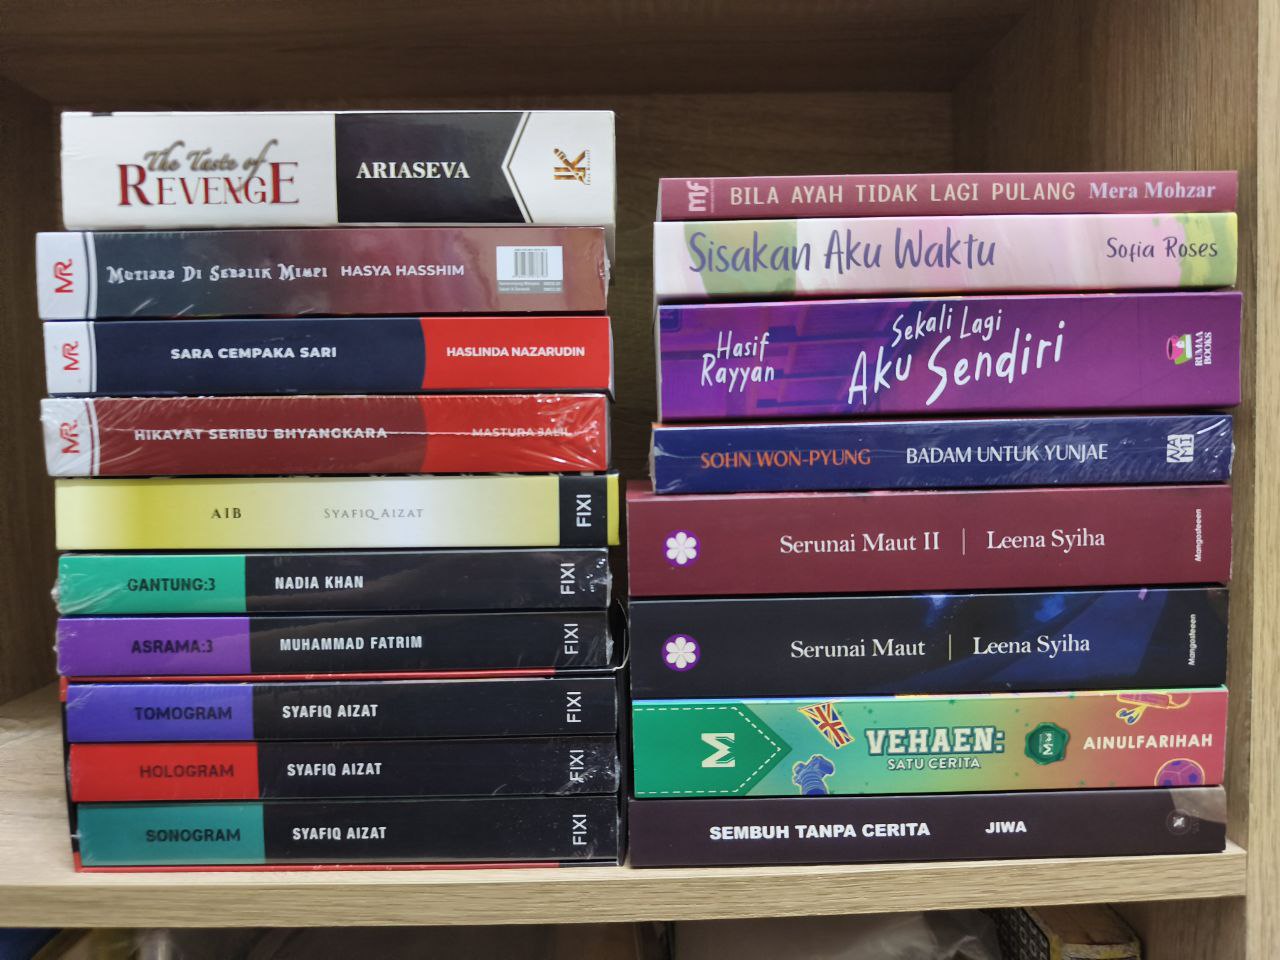 The Taste of
REVENGE
ARIASEVA
MR
MUTIARA DI SEBALIK MIMPI HASYA HASSHIM
MR
SARA CEMPAKA SARI HASLINDA NAZARUDIN
MR
HIKAYAT SERIBU BHYANGKARA MASTURA JALIL
AIB SYAFIQ AIZAT FIXI
GANTUNG:3 NADIA KHAN FIXI
ASRAMA:3 MUHAMMAD FATRIM FIXI
TOMOGRAM SYAFIQ AIZAT FIXI
HOLOGRAM SYAFIQ AIZAT FIXI
SONOGRAM SYAFIQ AIZAT FIXI
mf BILA AYAH TIDAK LAGI PULANG Mera Mohzar
Sisakan Aku Waktu Sofia Roses
Hasif
Rayyan
Sekali Lagi
Aku Sendiri
RUMAA
BOOKS
SOHN WON-PYUNG BADAM UNTUK YUNJAE NAMI
Serunai Maut II | Leena Syiha Mangosteeen
Serunai Maut | Leena Syiha Mangosteeen
M
VEHAEN:
SATU CERITA
AINULFARIHAH
SEMBUH TANPA CERITA JIWA